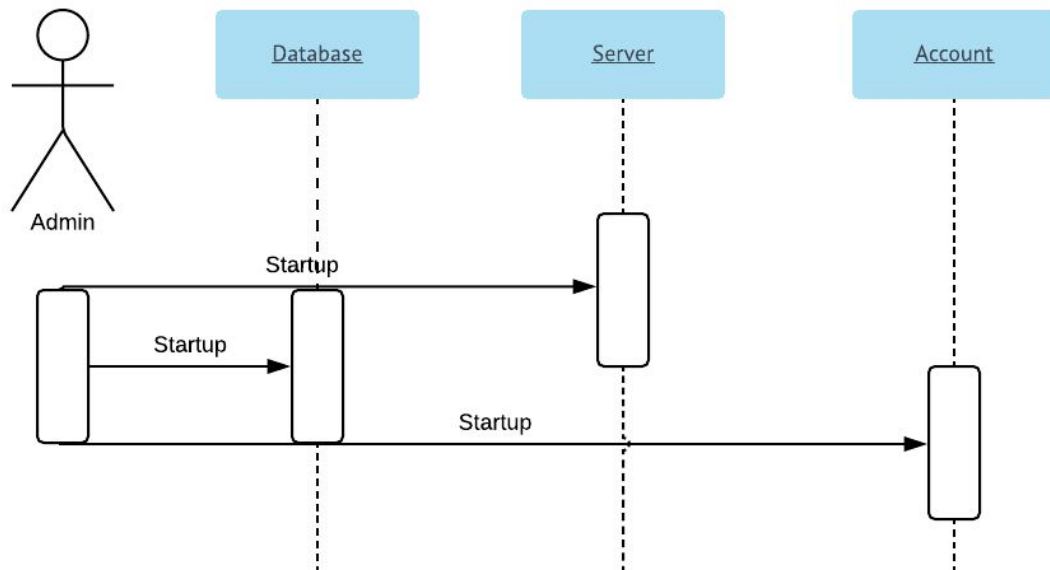 Database
Server
Account
Admin
Startup
Startup
Startup